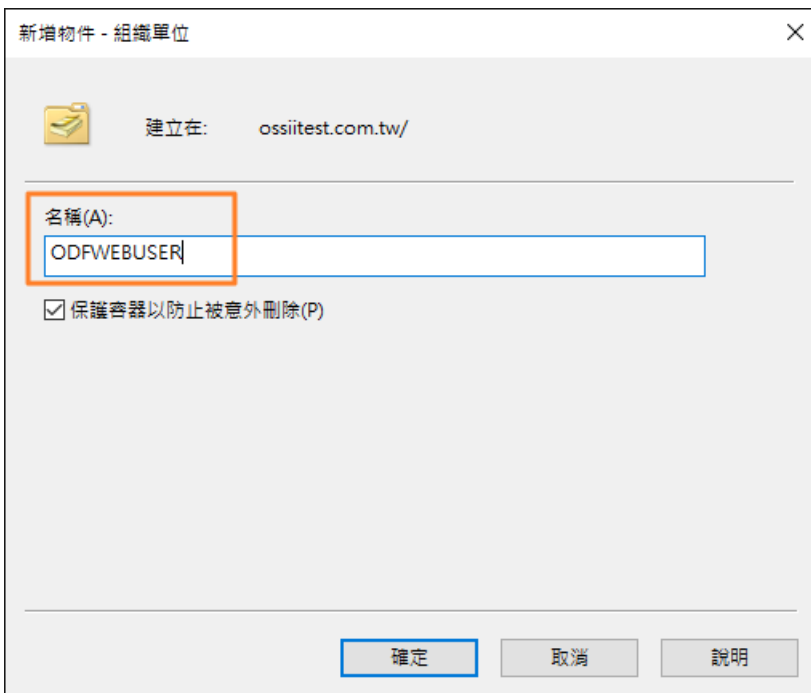 新增物件 - 組織單位
建立在: ossiitest.com.tw/
名稱(A):
ODFWEBUSER
保護容器以防止被意外刪除(P)
確定 取消 說明